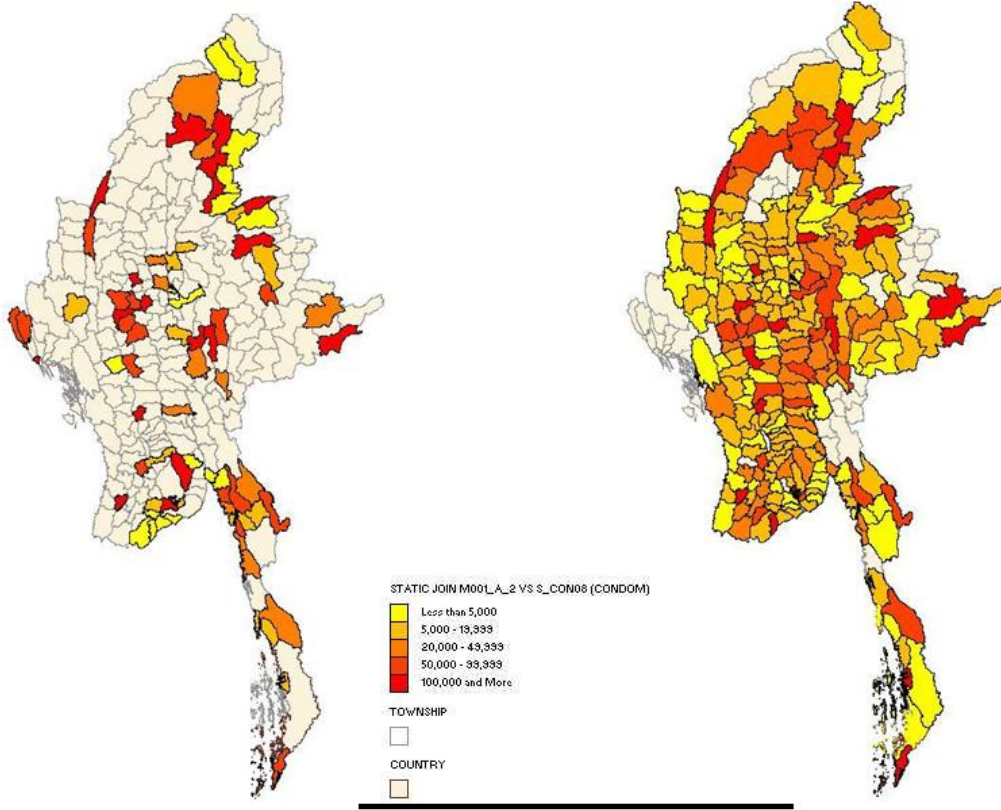 STATIC JOIN M001_A_2 VS S_CON08 (CONDOM)
Less than 5,000
5,000 - 19,999
20,000 - 49,999
50,000 - 99,999
100,000 and More
TOWNSHIP
COUNTRY